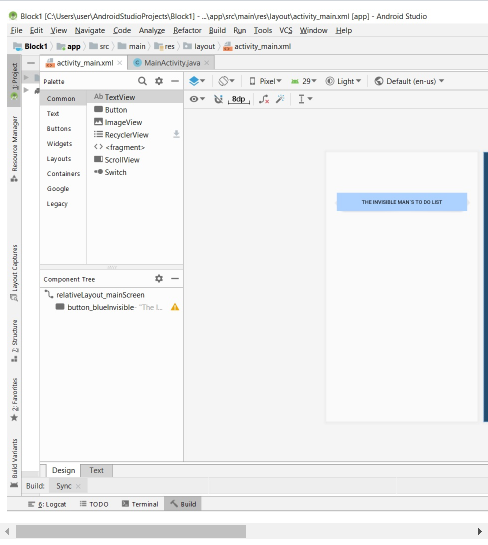 Block1 [C:\Users\user\AndroidStudioProjects\Block1] - ...\app\src\main\res\layout\activity_main.xml [app] - Android Studio
File Edit View Navigate Code Analyze Refactor Build Run Tools VCS Window Help
Block1 app src main res layout activity_main.xml
activity_main.xml MainActivity.java
Palette
Pixel 29 Light Default (en-us)
8dp
Common
Text
Buttons
Widgets
Layouts
Containers
Google
Legacy
Ab TextView
Button
ImageView
RecyclerView
<> <fragment>
ScrollView
Switch
THE INVISIBLE MAN'S TO DO LIST
Component Tree
relativeLayout_mainScreen
button_blueInvisible - "The I...
1: Project
Resource Manager
Layout Captures
7: Structure
2: Favorites
Build Variants
Design Text
Build: Sync
6: Logcat TODO Terminal Build